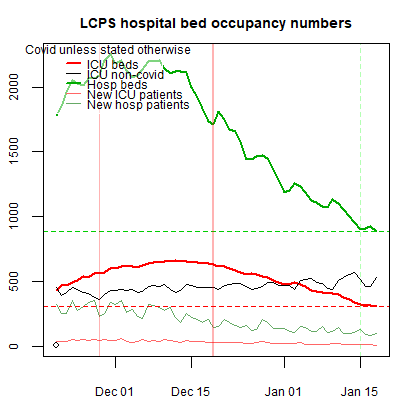 LCPS hospital bed occupancy numbers
Covid unless stated otherwise
ICU beds
ICU non-covid
Hosp beds
New ICU patients
New hosp patients
2000
1500
1000
500
0
Dec 01 Dec 15 Jan 01 Jan 15